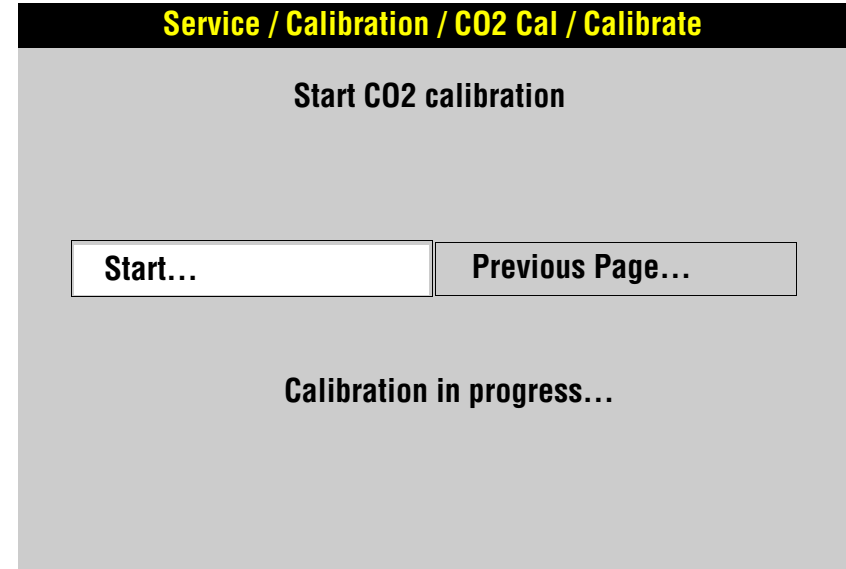 Service / Calibration / CO2 Cal / Calibrate
Start CO2 calibration
Start...
Previous Page...
Calibration in progress...